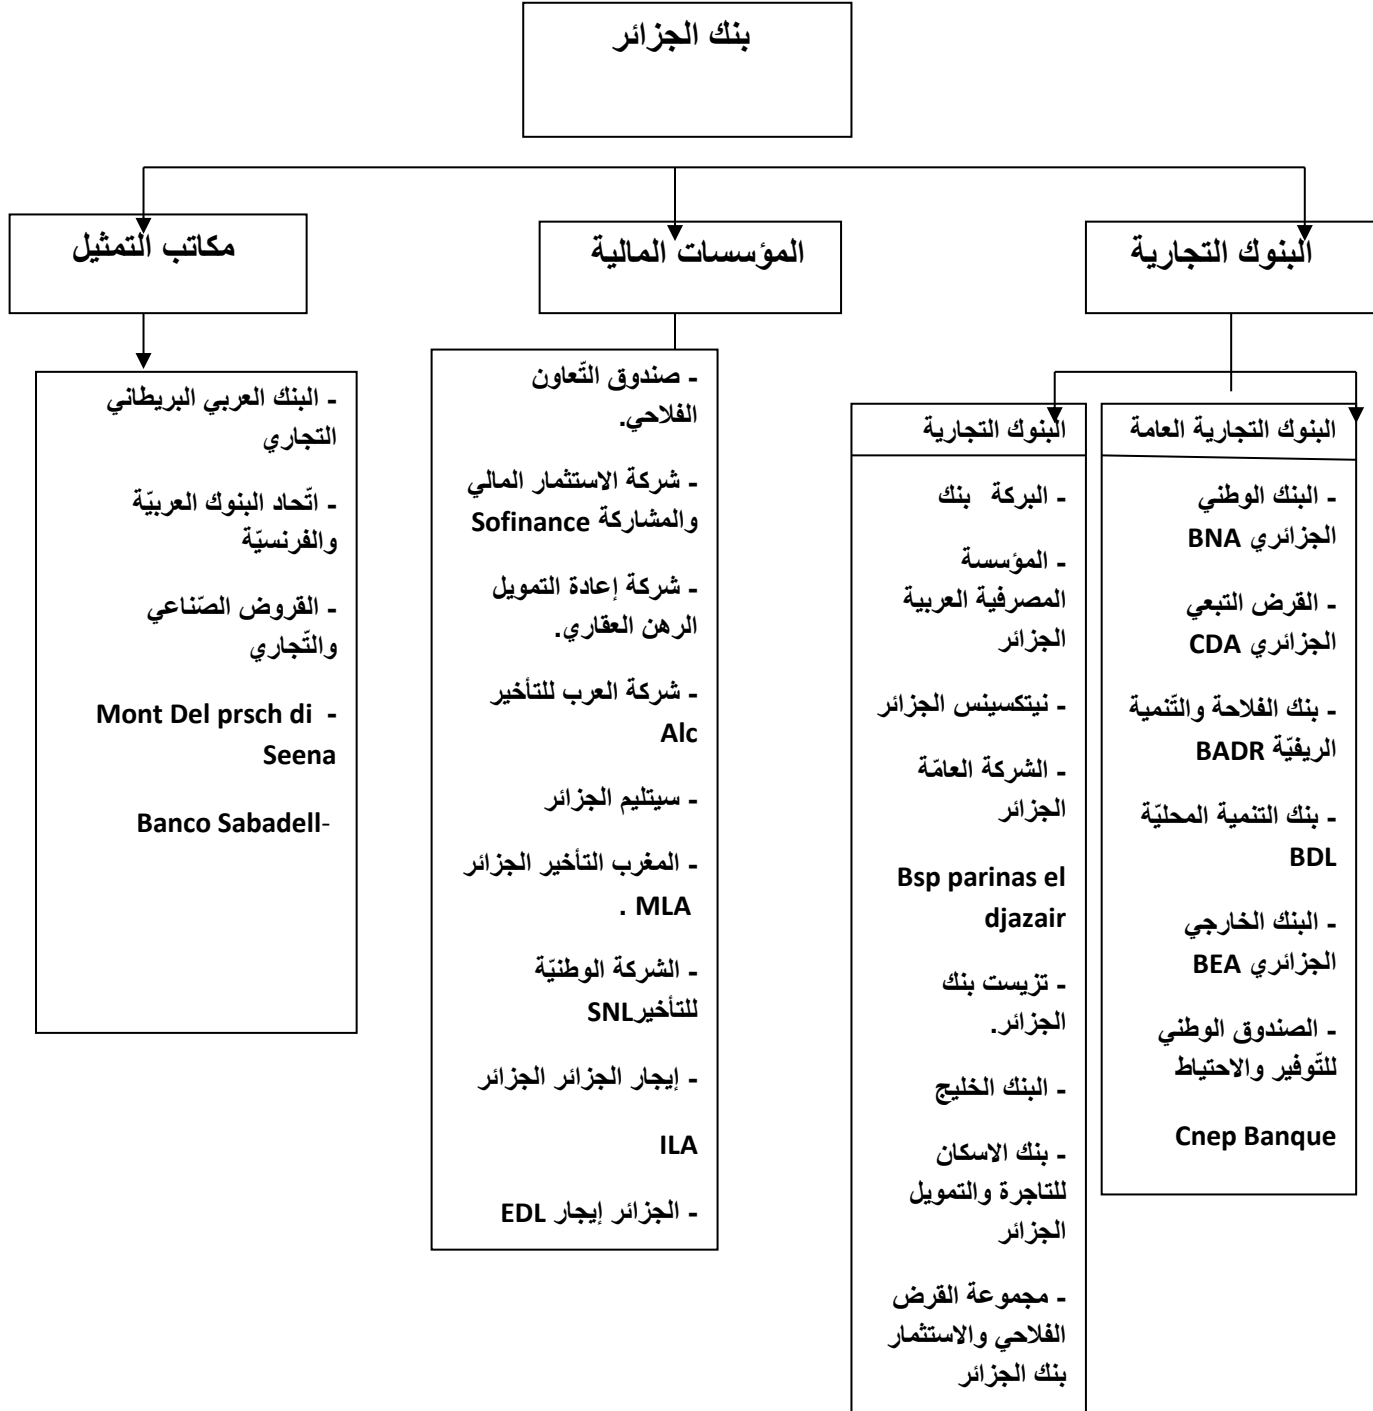 بنك الجزائر
البنوك التجارية
المؤسسات المالية
مكاتب التمثيل
البنوك التجارية العامة
- البنك الوطني
الجزائري BNA
- القرض التبعي
الجزائري CDA
- بنك الفلاحة والتّنمية
الريفيّة BADR
- بنك التنمية المحليّة
BDL
- البنك الخارجي
الجزائري BEA
- الصندوق الوطني
للتّوفير والاحتياط
Cnep Banque
البنوك التجارية
- البركة بنك
- المؤسسة
المصرفية العربية
الجزائر
- نيتكسينس الجزائر
- الشركة العامّة
الجزائر
Bsp parinas el
djazair
- تزيست بنك
الجزائر.
- البنك الخليج
- بنك الاسكان
للتاجرة والتمويل
الجزائر
- مجموعة القرض
الفلاحي والاستثمار
بنك الجزائر
- صندوق التّعاون
الفلاحي.
- شركة الاستثمار المالي
والمشاركة Sofinance
- شركة إعادة التمويل
الرهن العقاري.
- شركة العرب للتأخير
Alc
- سيتليم الجزائر
- المغرب التأخير الجزائر
MLA .
- الشركة الوطنيّة
للتأخيرSNL
- إيجار الجزائر الجزائر
ILA
- الجزائر إيجار EDL
- البنك العربي البريطاني
التجاري
- اتّحاد البنوك العربيّة
والفرنسيّة
- القروض الصّناعي
والتّجاري
Mont Del prsch di -
Seena
Banco Sabadell-